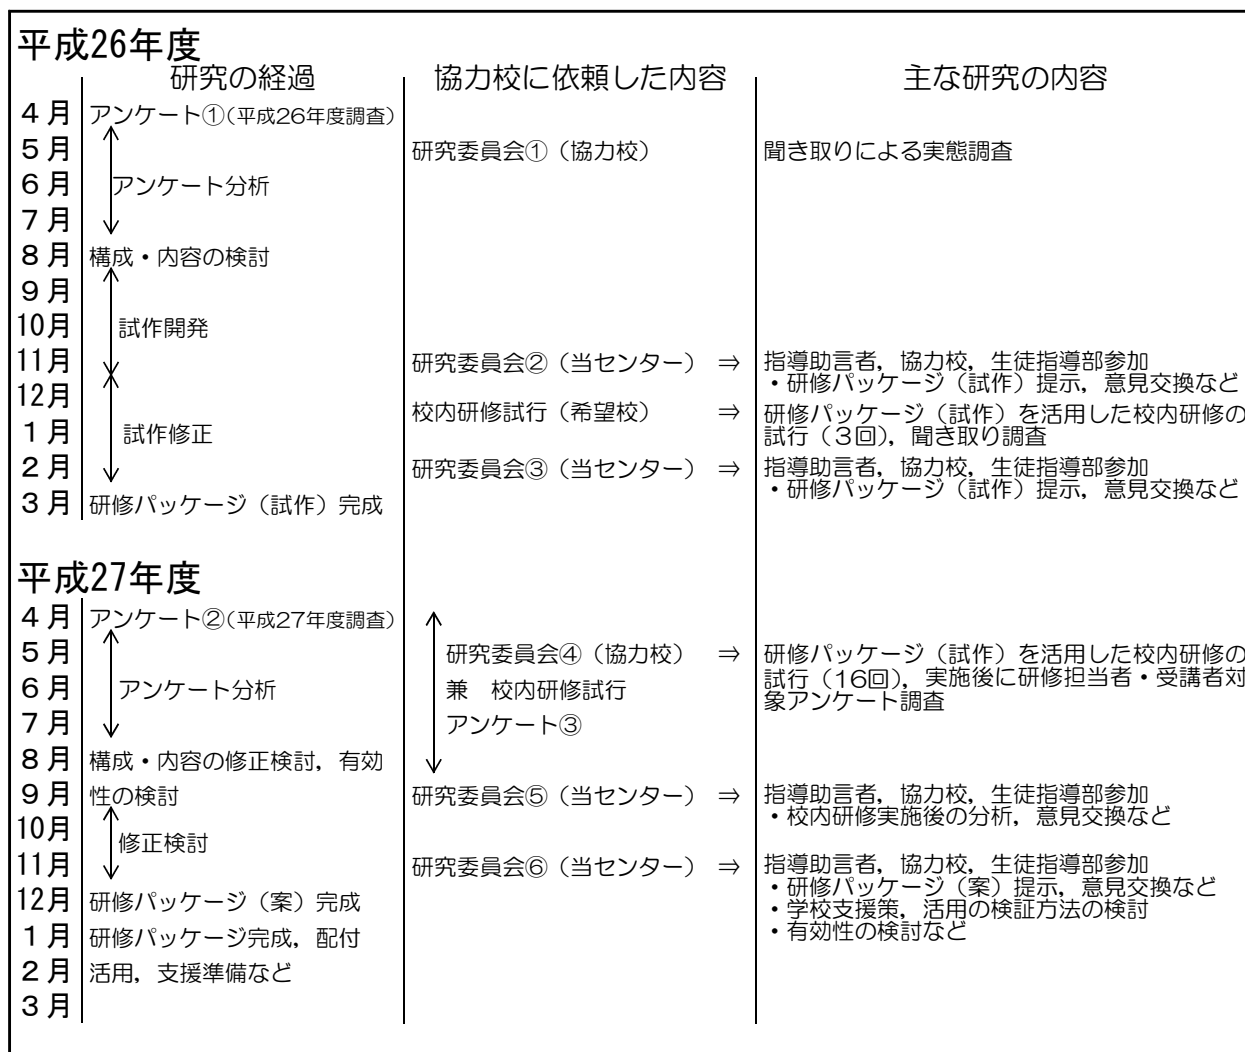 平成26年度
研究の経過 協力校に依頼した内容 主な研究の内容
4月 アンケート①(平成26年度調査)
5月 研究委員会①(協力校) 聞き取りによる実態調査
6月 アンケート分析
7月
8月 構成・内容の検討
9月
10月 試作開発
11月 研究委員会②(当センター) ⇒ 指導助言者,協力校,生徒指導部参加
・研修パッケージ(試作)提示,意見交換など
12月 校内研修試行(希望校) ⇒ 研修パッケージ(試作)を活用した校内研修の
1月 試作修正 試行(3回),聞き取り調査
2月 研究委員会③(当センター) ⇒ 指導助言者,協力校,生徒指導部参加
・研修パッケージ(試作)提示,意見交換など
3月 研修パッケージ(試作)完成
平成27年度
4月 アンケート②(平成27年度調査)
5月 研究委員会④(協力校) ⇒ 研修パッケージ(試作)を活用した校内研修の
6月 アンケート分析 兼 校内研修試行 試行(16回),実施後に研修担当者・受講者対
象アンケート調査
7月 アンケート③
8月 構成・内容の修正検討,有効
9月 性の検討 研究委員会⑤(当センター) ⇒ 指導助言者,協力校,生徒指導部参加
・校内研修実施後の分析,意見交換など
10月 修正検討
11月 研究委員会⑥(当センター) ⇒ 指導助言者,協力校,生徒指導部参加
・研修パッケージ(案)提示,意見交換など
12月 研修パッケージ(案)完成 ・学校支援策,活用の検証方法の検討
1月 研修パッケージ完成,配付 ・有効性の検討など
2月 活用,支援準備など
3月